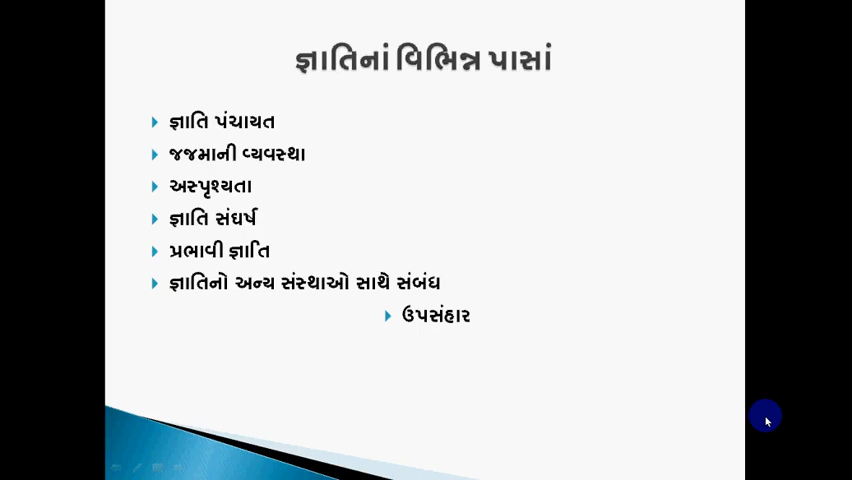 જ્ઞાતિનાં વિભિન્ન પાસાં
જ્ઞાતિ પંચાયત
જજમાની વ્યવસ્થા
અસ્પૃશ્યતા
જ્ઞાતિ સંઘર્ષ
પ્રભાવી જ્ઞાતિ
જ્ઞાતિનો અન્ય સંસ્થાઓ સાથે સંબંધ
ઉપસંહાર